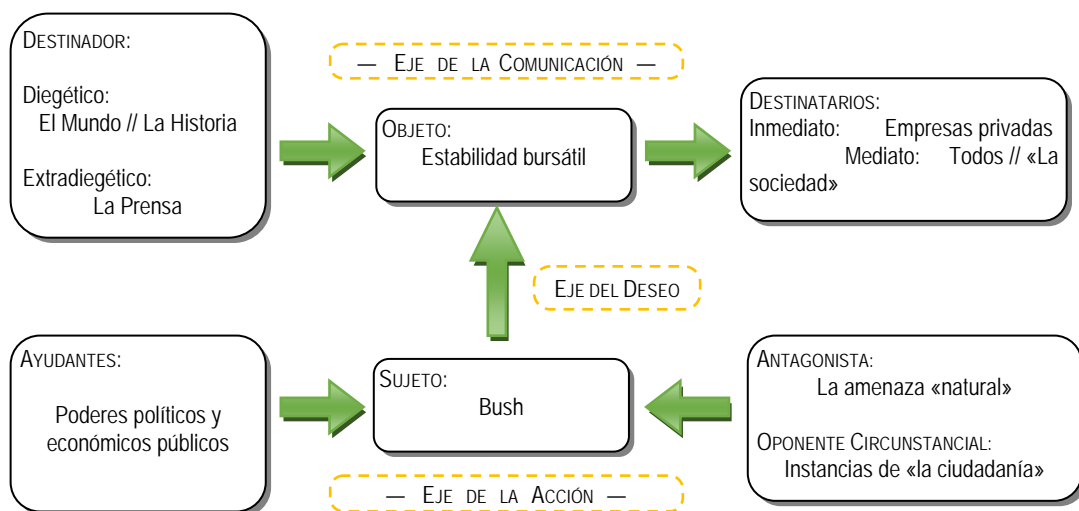 DESTINADOR:
Diegético:
El Mundo // La Historia
Extradiegético:
La Prensa
— EJE DE LA COMUNICACIÓN —
OBJETO:
Estabilidad bursátil
DESTINATARIOS:
Inmediato: Empresas privadas
Mediato: Todos // «La
sociedad»
EJE DEL DESEO
AYUDANTES:
Poderes políticos y
económicos públicos
SUJETO:
Bush
ANTAGONISTA:
La amenaza «natural»
OPONENTE CIRCUNSTANCIAL:
Instancias de «la ciudadanía»
— EJE DE LA ACCIÓN —